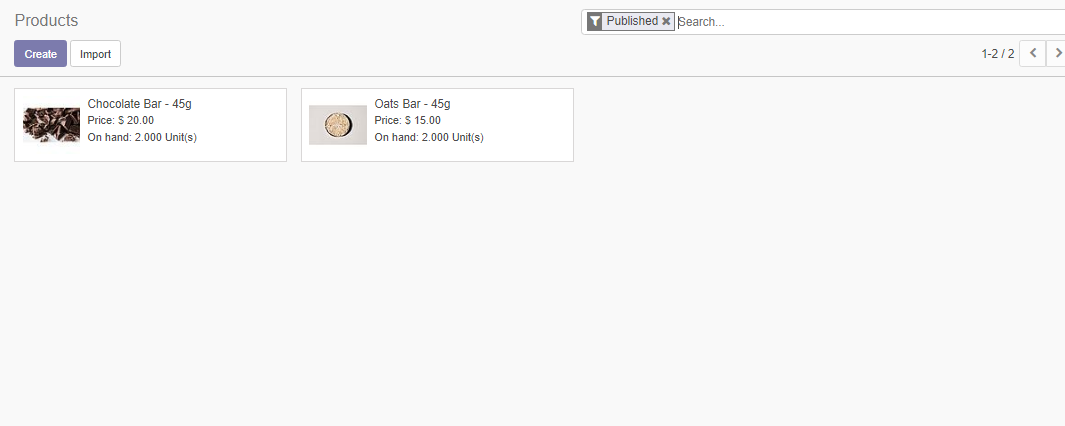 Products
Published ✖ Search...
Create Import
1-2 / 2
Chocolate Bar - 45g
Price: $ 20.00
On hand: 2.000 Unit(s)
Oats Bar - 45g
Price: $ 15.00
On hand: 2.000 Unit(s)